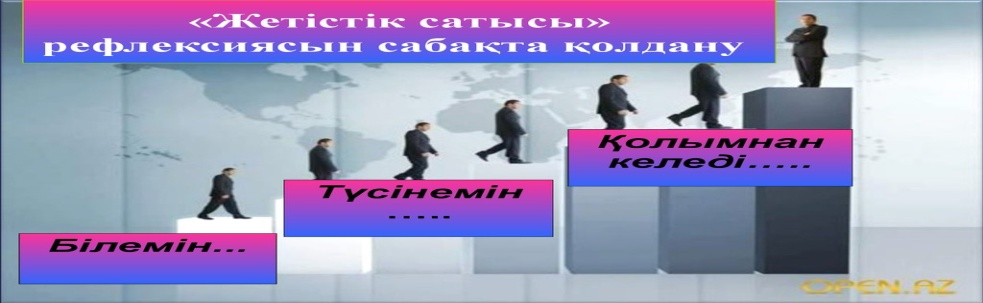 «Жетістік сатысы»
рефлексиясын сабақта қолдану
Қолымнан
келеді.....
Түсінемін
.....
Білемін...
OPEN.AZ